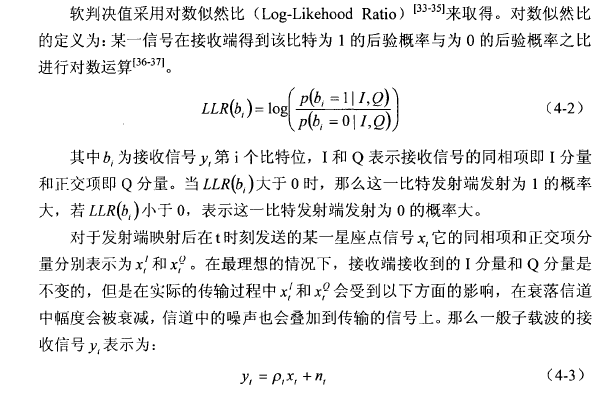 软判决值采用对数似然比（Log-Likehood Ratio）[33-35]来取得。对数似然比
的定义为：某一信号在接收端得到该比特为 1 的后验概率与为 0 的后验概率之比
进行对数运算[36-37]。
LLR(b_i) = log( p(b_i = 1 | I,Q) / p(b_i = 0 | I,Q) ) （4-2）
其中 b_i 为接收信号 y_t 第 i 个比特位，I 和 Q 表示接收信号的同相项即 I 分量
和正交项即 Q 分量。当 LLR(b_i) 大于 0 时，那么这一比特发射端发射为 1 的概率
大，若 LLR(b_i) 小于 0，表示这一比特发射端发射为 0 的概率大。
对于发射端映射后在 t 时刻发送的某一星座点信号 x_t 它的同相项和正交项分
量分别表示为 x_t^I 和 x_t^Q 。在最理想的情况下，接收端接收到的 I 分量和 Q 分量是
不变的，但是在实际的传输过程中 x_t^I 和 x_t^Q 会受到以下方面的影响，在衰落信道
中幅度会被衰减，信道中的噪声也会叠加到传输的信号上。那么一般子载波的接
收信号 y_t 表示为：
y_t = ρ_t x_t + n_t （4-3）